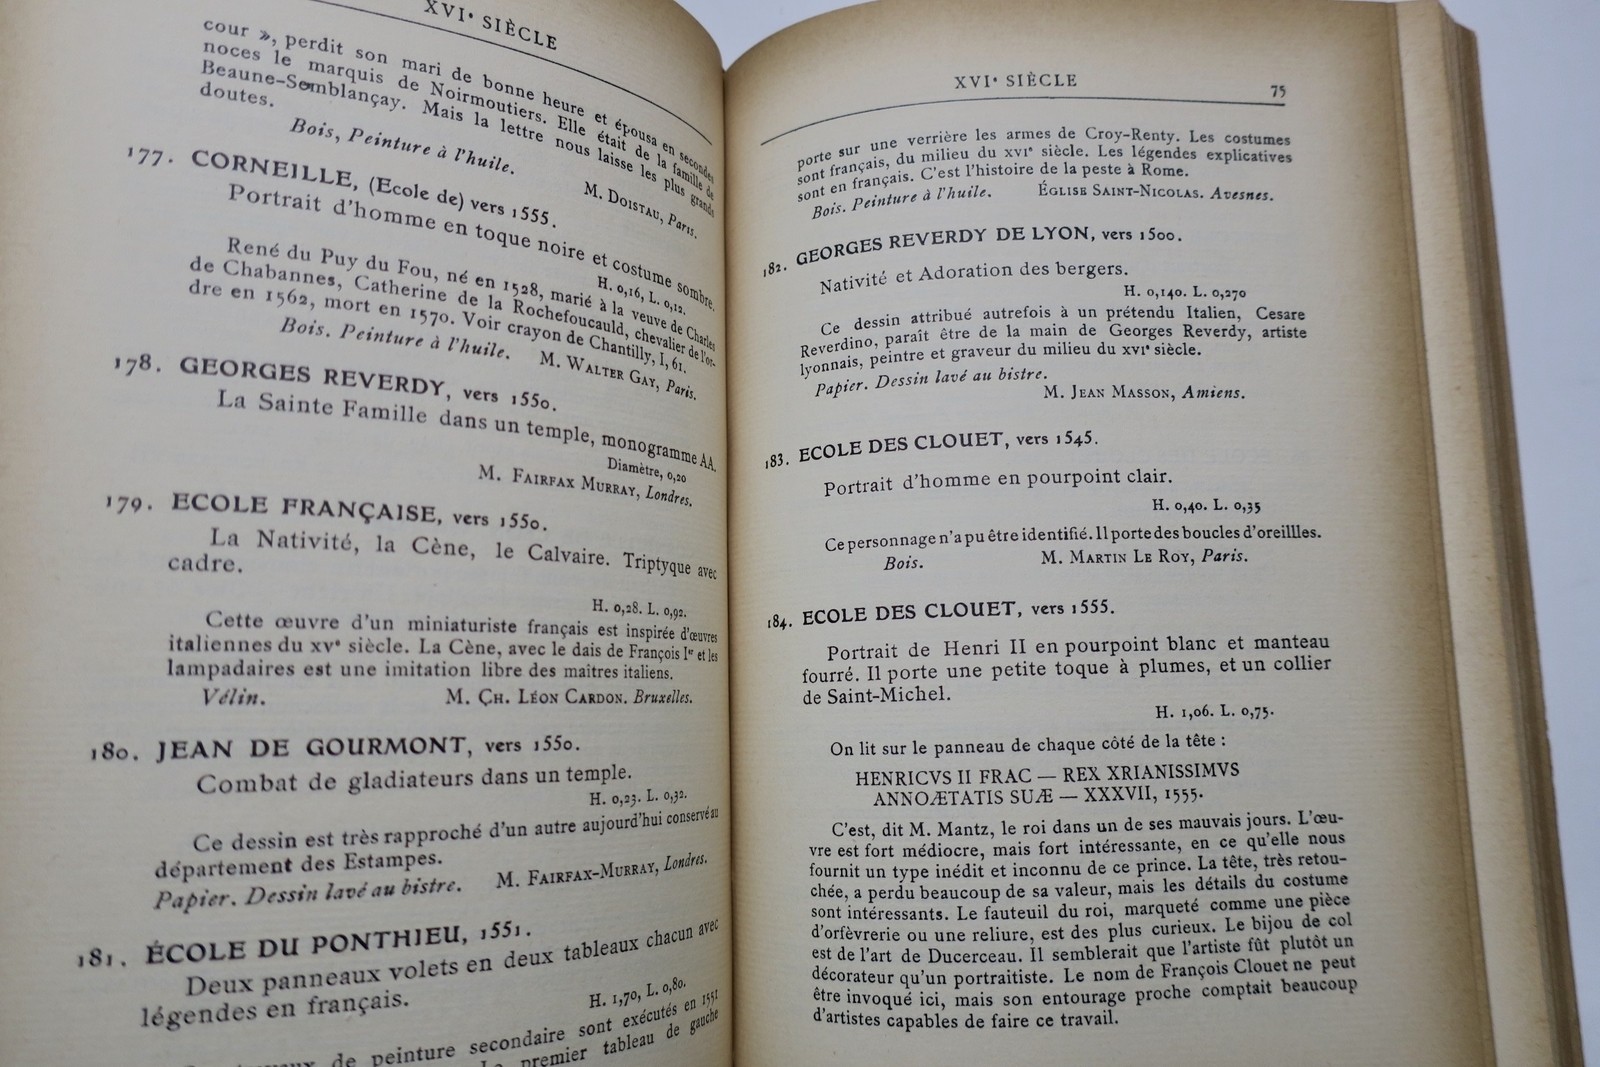 XVIᵉ SIÈCLE
cour », perdit son mari de bonne heure et épousa en secondes
noces le marquis de Noirmoutiers. Elle était de la famille de
Beaune-Semblançay. Mais la lettre nous laisse les plus grands
doutes.
Bois, Peinture à l'huile.
M. DOISTAU, Paris.
177. CORNEILLE, (Ecole de) vers 1555.
Portrait d'homme en toque noire et costume sombre.
H. 0,16, L. 0,12.
René du Puy du Fou, né en 1528, marié à la veuve de Charles
de Chabannes, Catherine de la Rochefoucauld, chevalier de l'or-
dre en 1562, mort en 1570. Voir crayon de Chantilly, I, 61.
Bois. Peinture à l'huile. M. WALTER GAY, Paris.
178. GEORGES REVERDY, vers 1550.
La Sainte Famille dans un temple, monogramme AA.
Diamètre, 0,20
M. FAIRFAX MURRAY, Londres.
179. ECOLE FRANÇAISE, vers 1550.
La Nativité, la Cène, le Calvaire. Triptyque avec
cadre.
H. 0,28. L. 0,92.
Cette œuvre d'un miniaturiste français est inspirée d'œuvres
italiennes du XVᵉ siècle. La Cène, avec le dais de François Iᵉʳ et les
lampadaires est une imitation libre des maîtres italiens.
Vélin. M. CH. LÉON CARDON. Bruxelles.
180. JEAN DE GOURMONT, vers 1550.
Combat de gladiateurs dans un temple.
H. 0,23. L. 0,32.
Ce dessin est très rapproché d'un autre aujourd'hui conservé au
département des Estampes.
Papier. Dessin lavé au bistre. M. FAIRFAX-MURRAY, Londres.
181. ÉCOLE DU PONTHIEU, 1551.
Deux panneaux volets en deux tableaux chacun avec
légendes en français.
H. 1,70, L. 0,80.
de peinture secondaire sont exécutés en 1551
premier tableau de gauche
XVIᵉ SIÈCLE 75
porte sur une verrière les armes de Croy-Renty. Les costumes
sont français, du milieu du XVIᵉ siècle. Les légendes explicatives
sont en français. C'est l'histoire de la peste à Rome.
Bois. Peinture à l'huile. ÉGLISE SAINT-NICOLAS. Avesnes.
182. GEORGES REVERDY DE LYON, vers 1500.
Nativité et Adoration des bergers.
H. 0,140. L. 0,270
Ce dessin attribué autrefois à un prétendu Italien, Cesare
Reverdino, paraît être de la main de Georges Reverdy, artiste
lyonnais, peintre et graveur du milieu du XVIᵉ siècle.
Papier. Dessin lavé au bistre.
M. JEAN MASSON, Amiens.
183. ECOLE DES CLOUET, vers 1545.
Portrait d'homme en pourpoint clair.
H. 0,40. L. 0,35
Ce personnage n'a pu être identifié. Il porte des boucles d'oreillles.
Bois. M. MARTIN LE ROY, Paris.
184. ECOLE DES CLOUET, vers 1555.
Portrait de Henri II en pourpoint blanc et manteau
fourré. Il porte une petite toque à plumes, et un collier
de Saint-Michel.
H. 1,06. L. 0,75.
On lit sur le panneau de chaque côté de la tête :
HENRICVS II FRAC — REX XRIANISSIMVS
ANNOÆTATIS SUÆ — XXXVII, 1555.
C'est, dit M. Mantz, le roi dans un de ses mauvais jours. L'œu-
vre est fort médiocre, mais fort intéressante, en ce qu'elle nous
fournit un type inédit et inconnu de ce prince. La tête, très retou-
chée, a perdu beaucoup de sa valeur, mais les détails du costume
sont intéressants. Le fauteuil du roi, marqueté comme une pièce
d'orfèvrerie ou une reliure, est des plus curieux. Le bijou de col
est de l'art de Ducerceau. Il semblerait que l'artiste fût plutôt un
décorateur qu'un portraitiste. Le nom de François Clouet ne peut
être invoqué ici, mais son entourage proche comptait beaucoup
d'artistes capables de faire ce travail.